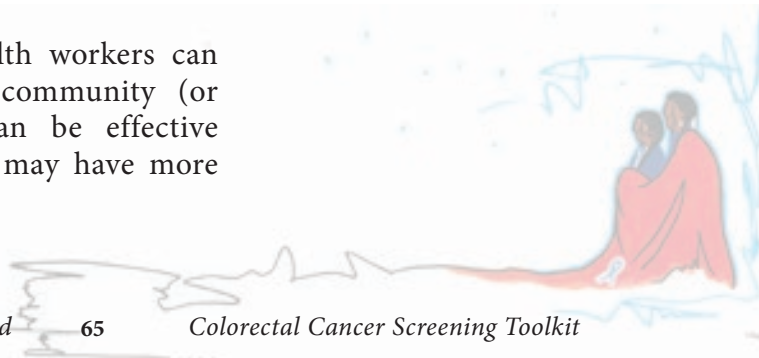 lth workers can
community (or
an be effective
may have more
d 65 Colorectal Cancer Screening Toolkit